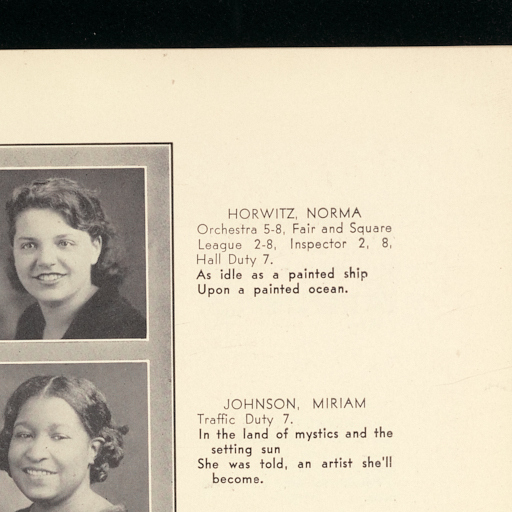 HORWITZ, NORMA
Orchestra 5-8, Fair and Square
League 2-8, Inspector 2, 8,
Hall Duty 7.
As idle as a painted ship
Upon a painted ocean.
JOHNSON, MIRIAM
Traffic Duty 7.
In the land of mystics and the
setting sun
She was told, an artist she'll
become.